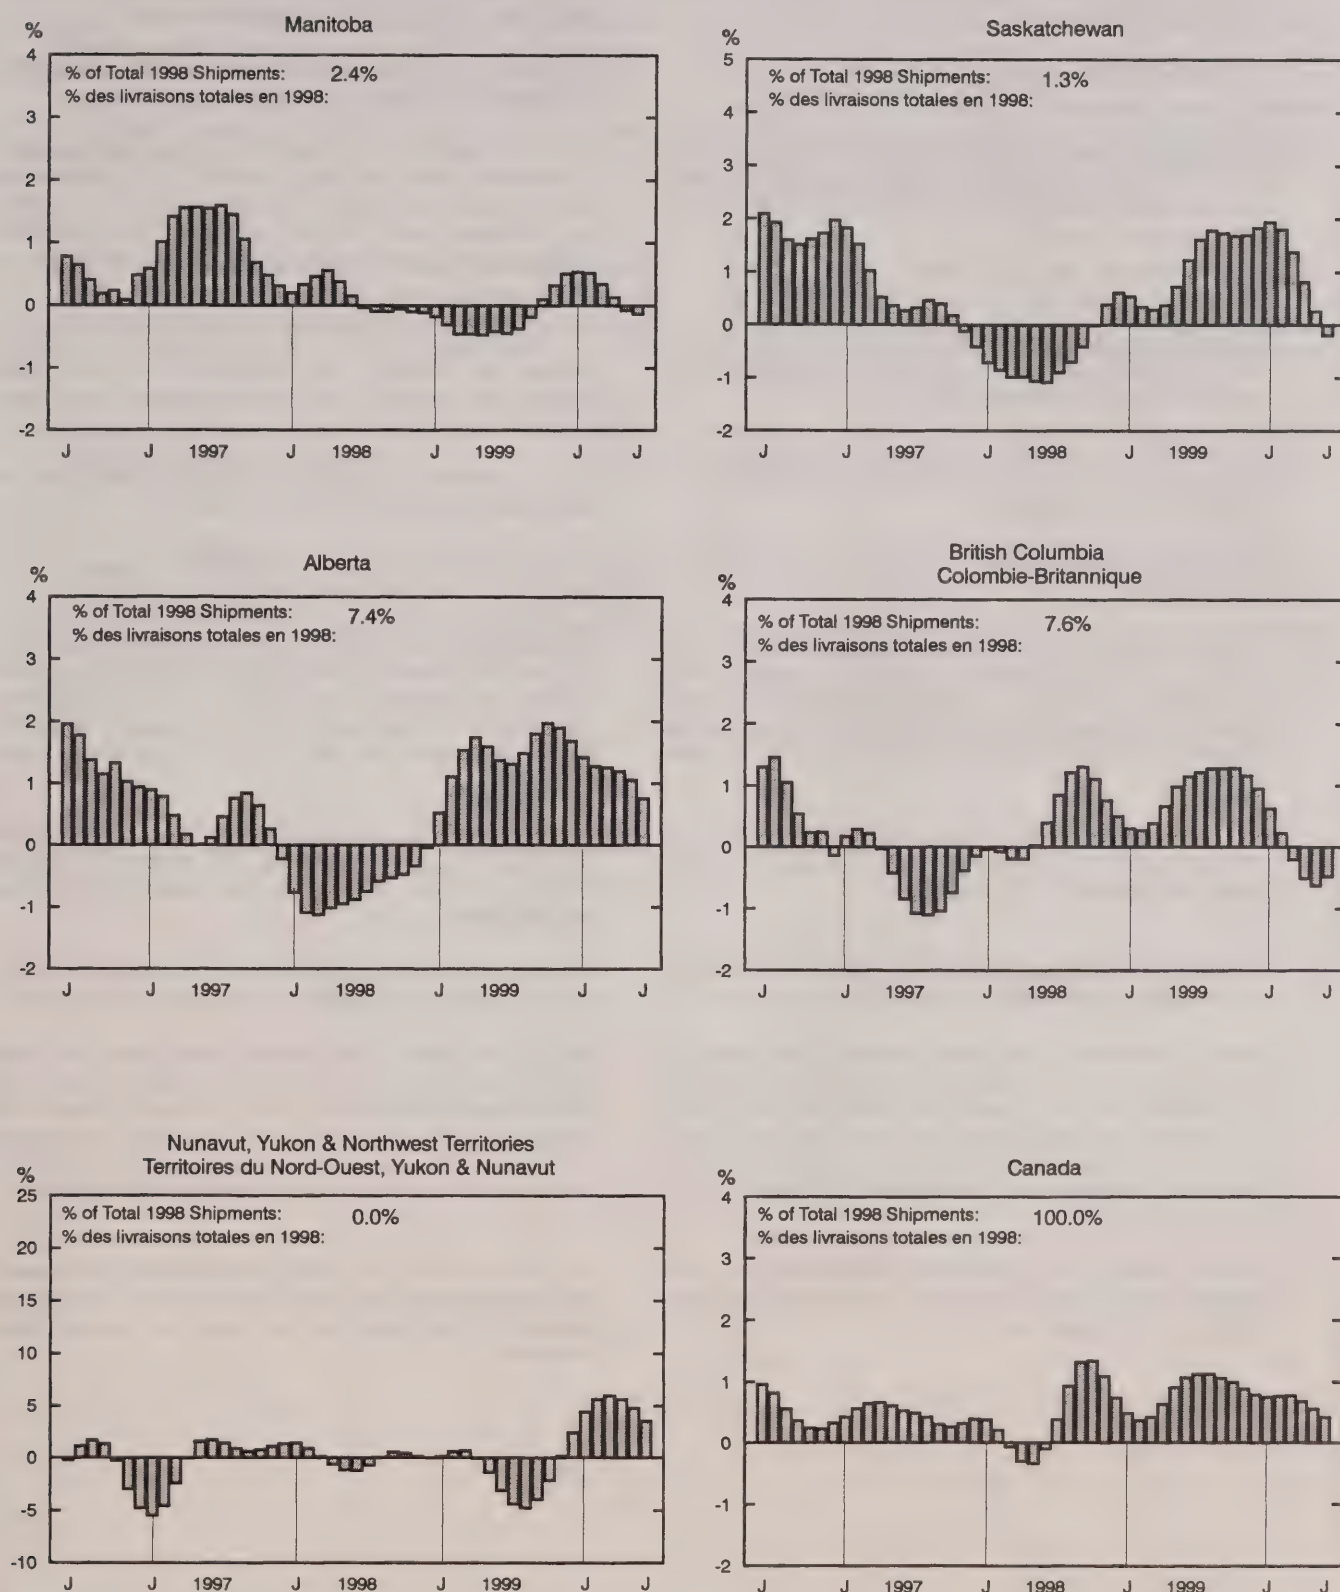 Manitoba
%
4
% of Total 1998 Shipments: 2.4%
% des livraisons totales en 1998:
3
2
1
0
-1
-2
J J 1997 J 1998 J 1999 J J
Saskatchewan
%
5
% of Total 1998 Shipments: 1.3%
% des livraisons totales en 1998:
4
3
2
1
0
-1
-2
J J 1997 J 1998 J 1999 J J
Alberta
%
4
% of Total 1998 Shipments: 7.4%
% des livraisons totales en 1998:
3
2
1
0
-1
-2
J J 1997 J 1998 J 1999 J J
British Columbia
Colombie-Britannique
%
4
% of Total 1998 Shipments: 7.6%
% des livraisons totales en 1998:
3
2
1
0
-1
-2
J J 1997 J 1998 J 1999 J J
Nunavut, Yukon & Northwest Territories
Territoires du Nord-Ouest, Yukon & Nunavut
%
25
% of Total 1998 Shipments: 0.0%
% des livraisons totales en 1998:
20
15
10
5
0
-5
-10
J J 1997 J 1998 J 1999 J J
Canada
%
4
% of Total 1998 Shipments: 100.0%
% des livraisons totales en 1998:
3
2
1
0
-1
-2
J J 1997 J 1998 J 1999 J J